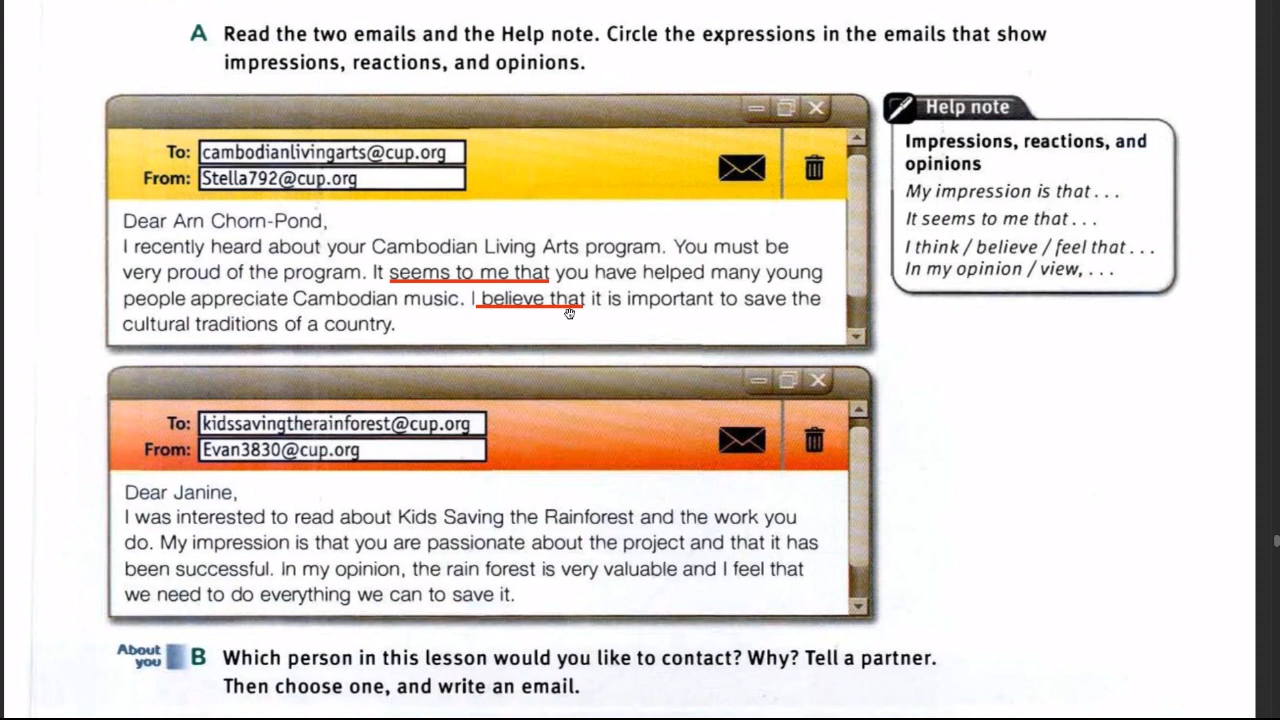 A Read the two emails and the Help note. Circle the expressions in the emails that show
impressions, reactions, and opinions.
To: cambodianlivingarts@cup.org
From: Stella792@cup.org
Dear Arn Chorn-Pond,
I recently heard about your Cambodian Living Arts program. You must be
very proud of the program. It seems to me that you have helped many young
people appreciate Cambodian music. I believe that it is important to save the
cultural traditions of a country.
Help note
Impressions, reactions, and
opinions
My impression is that . . .
It seems to me that . . .
I think / believe / feel that . . .
In my opinion / view, . . .
To: kidssavingtherainforest@cup.org
From: Evan3830@cup.org
Dear Janine,
I was interested to read about Kids Saving the Rainforest and the work you
do. My impression is that you are passionate about the project and that it has
been successful. In my opinion, the rain forest is very valuable and I feel that
we need to do everything we can to save it.
About
you
B Which person in this lesson would you like to contact? Why? Tell a partner.
Then choose one, and write an email.